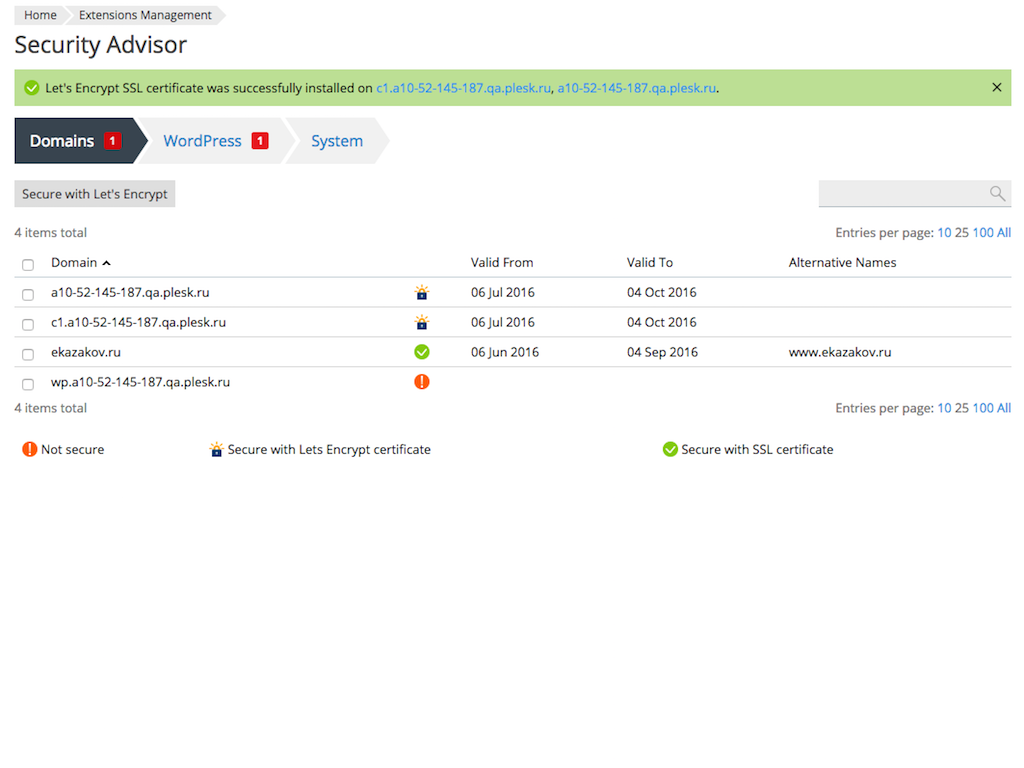 Home Extensions Management
Security Advisor
Let's Encrypt SSL certificate was successfully installed on c1.a10-52-145-187.qa.plesk.ru, a10-52-145-187.qa.plesk.ru.
Domains 1 WordPress 1 System
Secure with Let's Encrypt
4 items total Entries per page: 10 25 100 All
Domain Valid From Valid To Alternative Names
a10-52-145-187.qa.plesk.ru 06 Jul 2016 04 Oct 2016
c1.a10-52-145-187.qa.plesk.ru 06 Jul 2016 04 Oct 2016
ekazakov.ru 06 Jun 2016 04 Sep 2016 www.ekazakov.ru
wp.a10-52-145-187.qa.plesk.ru
4 items total Entries per page: 10 25 100 All
Not secure Secure with Lets Encrypt certificate Secure with SSL certificate